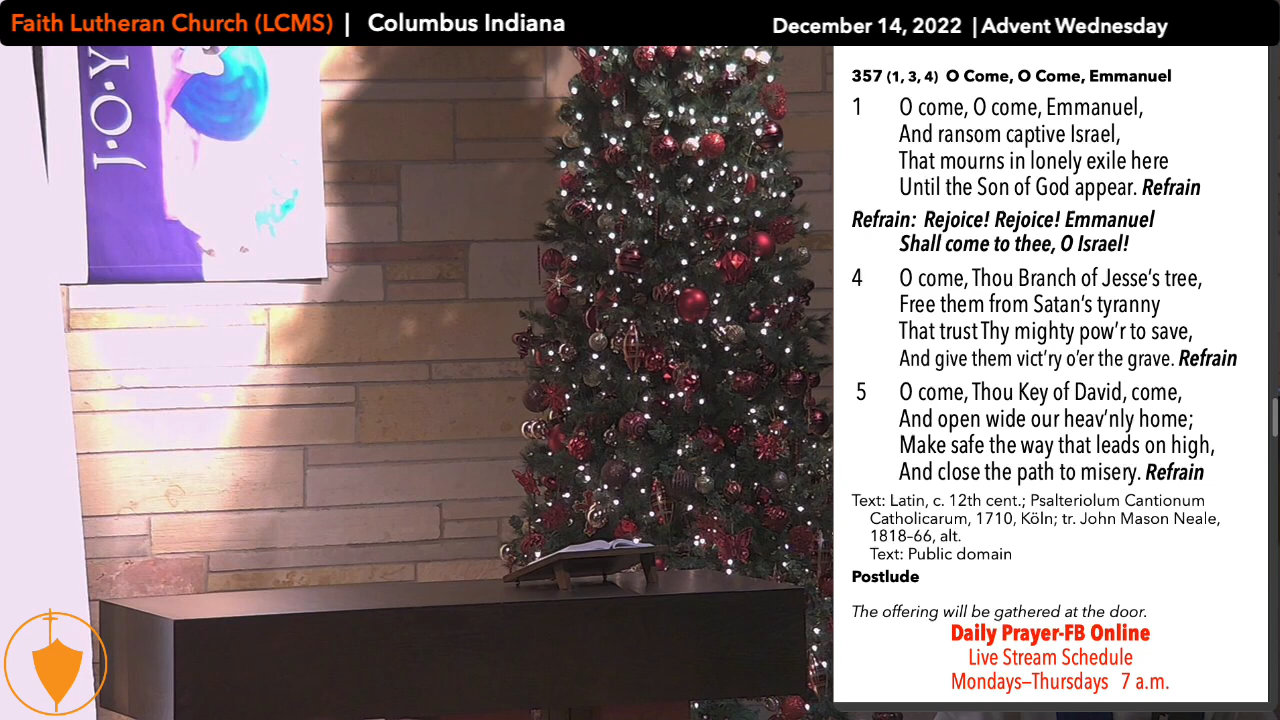 Faith Lutheran Church (LCMS) | Columbus Indiana
December 14, 2022 | Advent Wednesday
J·O·Y
357 (1, 3, 4) O Come, O Come, Emmanuel
1 O come, O come, Emmanuel,
And ransom captive Israel,
That mourns in lonely exile here
Until the Son of God appear. Refrain
Refrain: Rejoice! Rejoice! Emmanuel
Shall come to thee, O Israel!
4 O come, Thou Branch of Jesse's tree,
Free them from Satan's tyranny
That trust Thy mighty pow'r to save,
And give them vict'ry o'er the grave. Refrain
5 O come, Thou Key of David, come,
And open wide our heav'nly home;
Make safe the way that leads on high,
And close the path to misery. Refrain
Text: Latin, c. 12th cent.; Psalteriolum Cantionum
Catholicarum, 1710, Köln; tr. John Mason Neale,
1818–66, alt.
Text: Public domain
Postlude
The offering will be gathered at the door.
Daily Prayer-FB Online
Live Stream Schedule
Mondays–Thursdays 7 a.m.